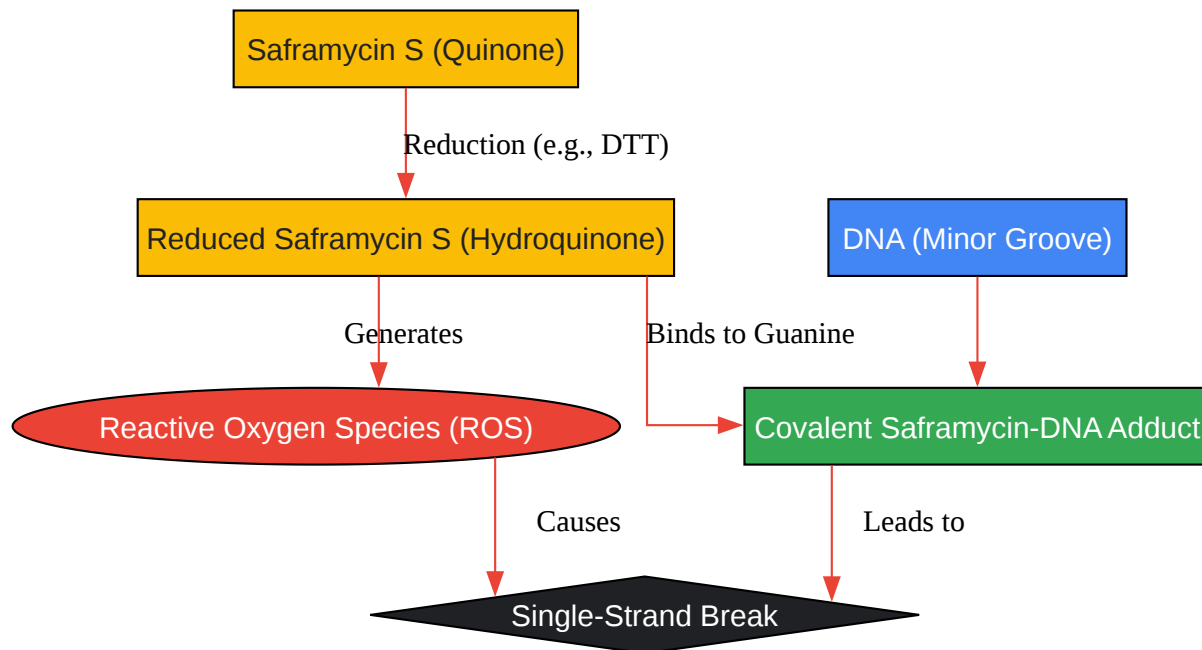 Saframycin S (Quinone)
Reduction (e.g., DTT)
Reduced Saframycin S (Hydroquinone)
DNA (Minor Groove)
Generates
Binds to Guanine
Reactive Oxygen Species (ROS)
Covalent Saframycin-DNA Adduct
Causes
Leads to
Single-Strand Break